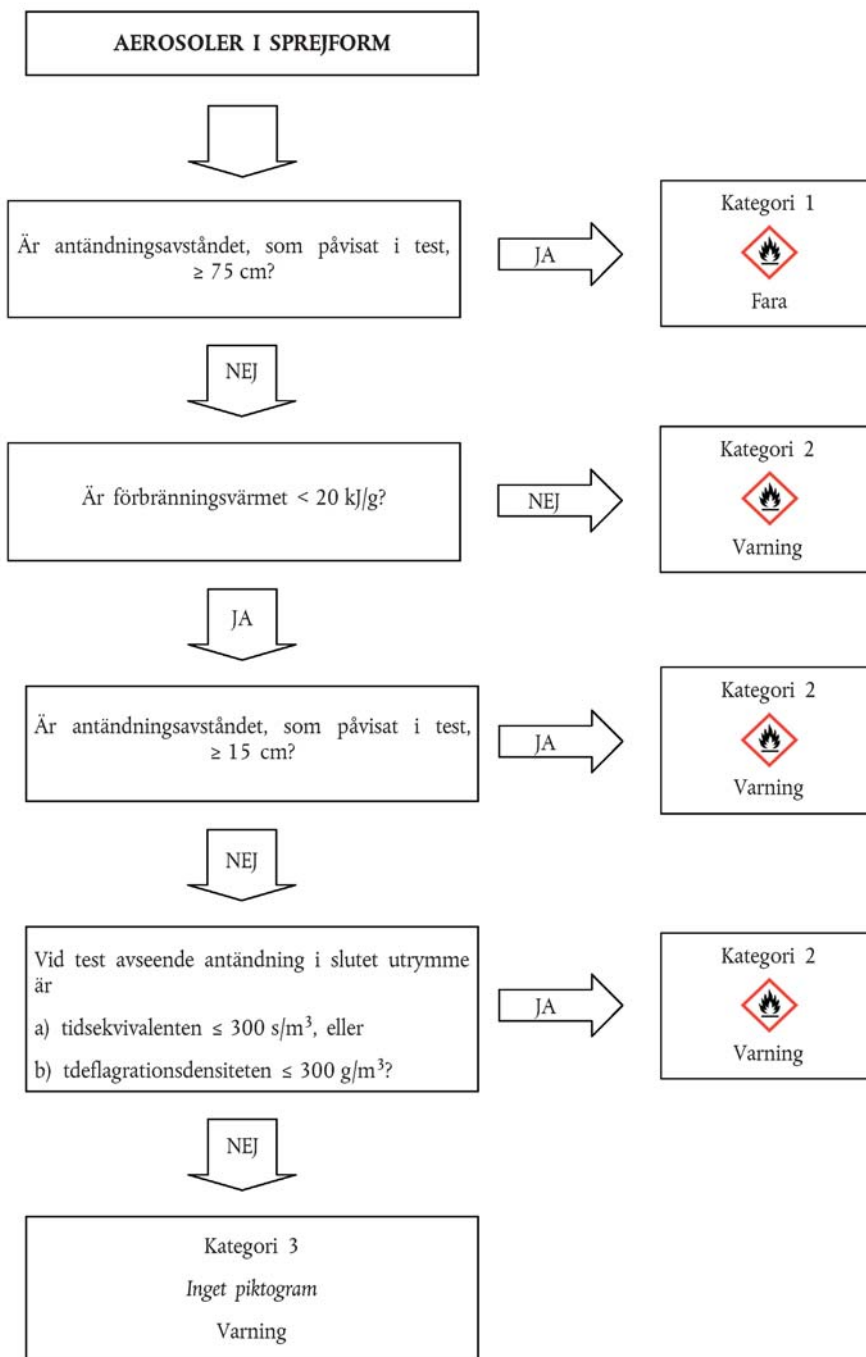 AEROSOLER I SPREJFORM
Är antändningsavståndet, som påvisat i test,
≥ 75 cm?
JA
Kategori 1
Fara
NEJ
Är förbränningsvärmet < 20 kJ/g?
NEJ
Kategori 2
Varning
JA
Är antändningsavståndet, som påvisat i test,
≥ 15 cm?
JA
Kategori 2
Varning
NEJ
Vid test avseende antändning i slutet utrymme
är
a) tidsekvivalenten ≤ 300 s/m³, eller
b) tdeflagrationsdensiteten ≤ 300 g/m³?
JA
Kategori 2
Varning
NEJ
Kategori 3
Inget piktogram
Varning